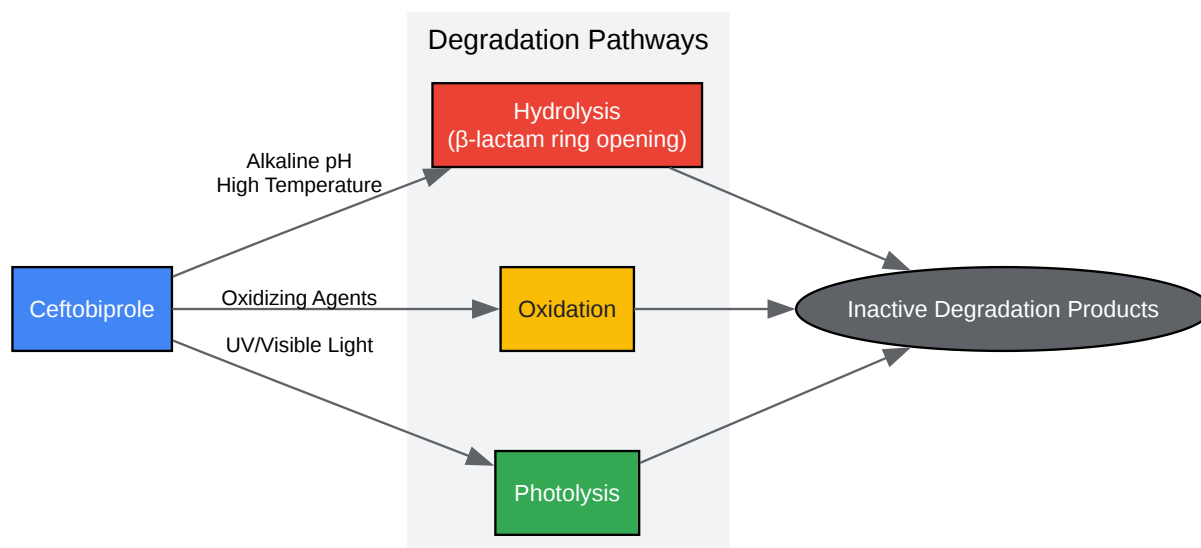 Degradation Pathways
Hydrolysis
(β-lactam ring opening)
Alkaline pH
High Temperature
Ceftobiprole
Oxidizing Agents
Oxidation
Inactive Degradation Products
UV/Visible Light
Photolysis